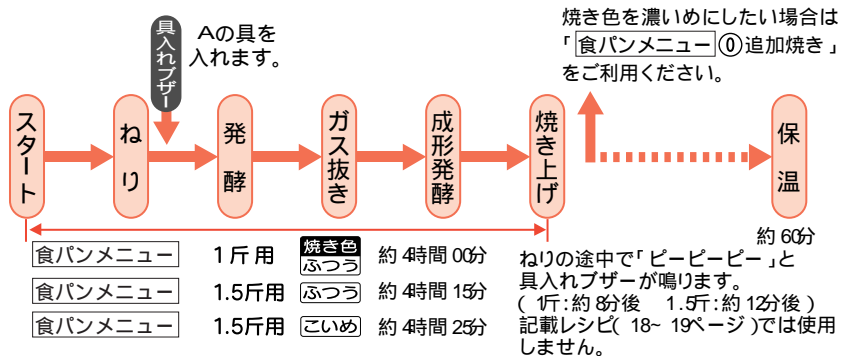 具入れブザー
Aの具を
入れます。
焼き色を濃いめにしたい場合は
「食パンメニュー⓪追加焼き」
をご利用ください。
スタート
ねり
発酵
ガス抜き
成形発酵
焼き上げ
保温
約60分
食パンメニュー 1斤用 焼き色 ふつう 約4時間00分
食パンメニュー 1.5斤用 ふつう 約4時間15分
食パンメニュー 1.5斤用 こいめ 約4時間25分
ねりの途中で「ピーピーピー」と
具入れブザーが鳴ります。
(1斤:約8分後 1.5斤:約12分後)
記載レシピ(18~19ページ)では使用
しません。